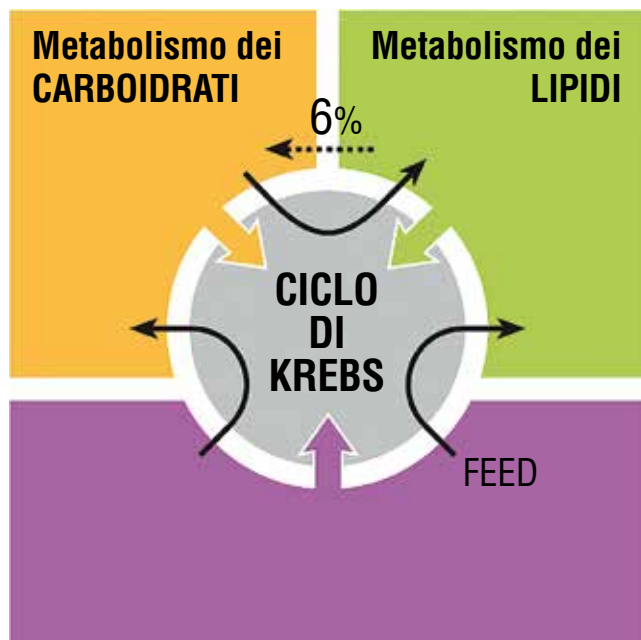 Metabolismo dei
CARBOIDRATI
Metabolismo dei
LIPIDI
6%
CICLO
DI
KREBS
FEED